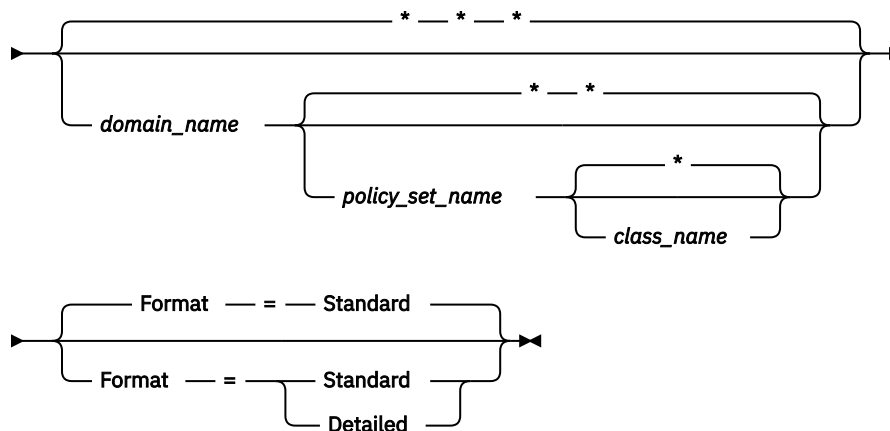 * * *
* *
domain_name
*
policy_set_name
class_name
Format = Standard
Format = Standard
Detailed